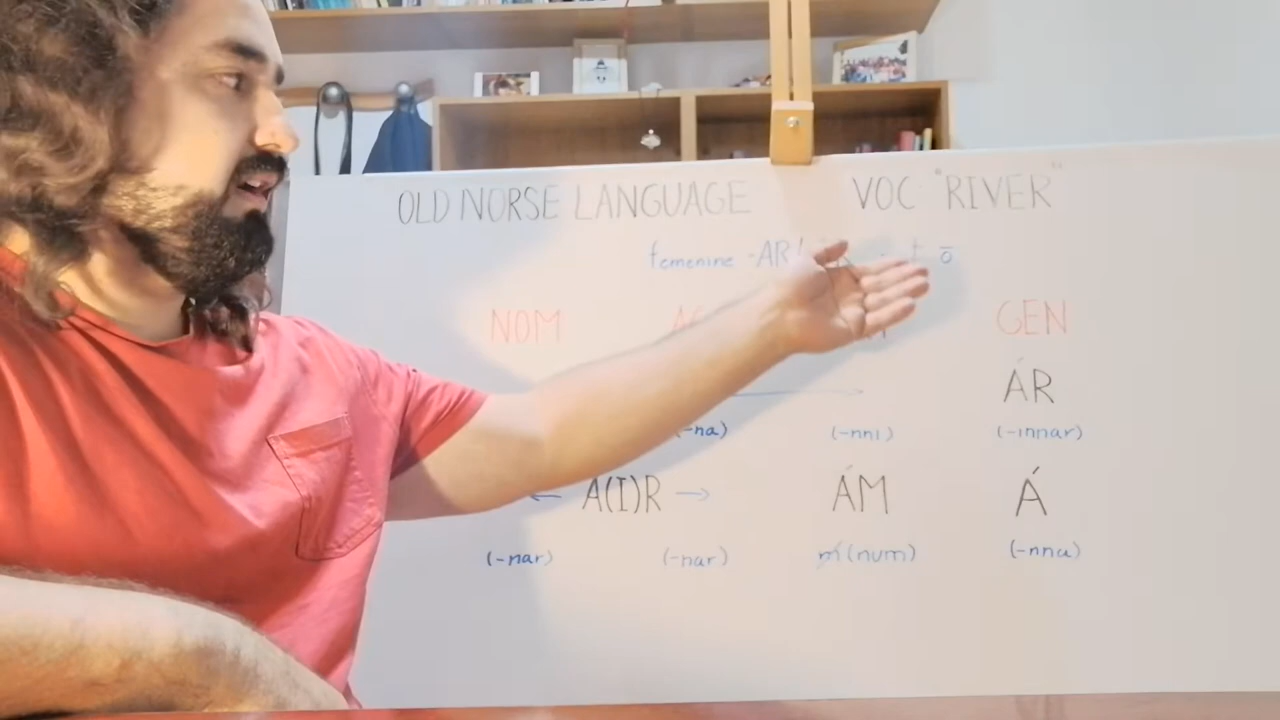 OLD NORSE LANGUAGE VOC "RIVER"
femenine -AR ō
NOM GEN
ÁR
(-na) (-nni) (-innar)
← A(I)R → ÁM Á
(-nar) (-nar) (num) (-nna)